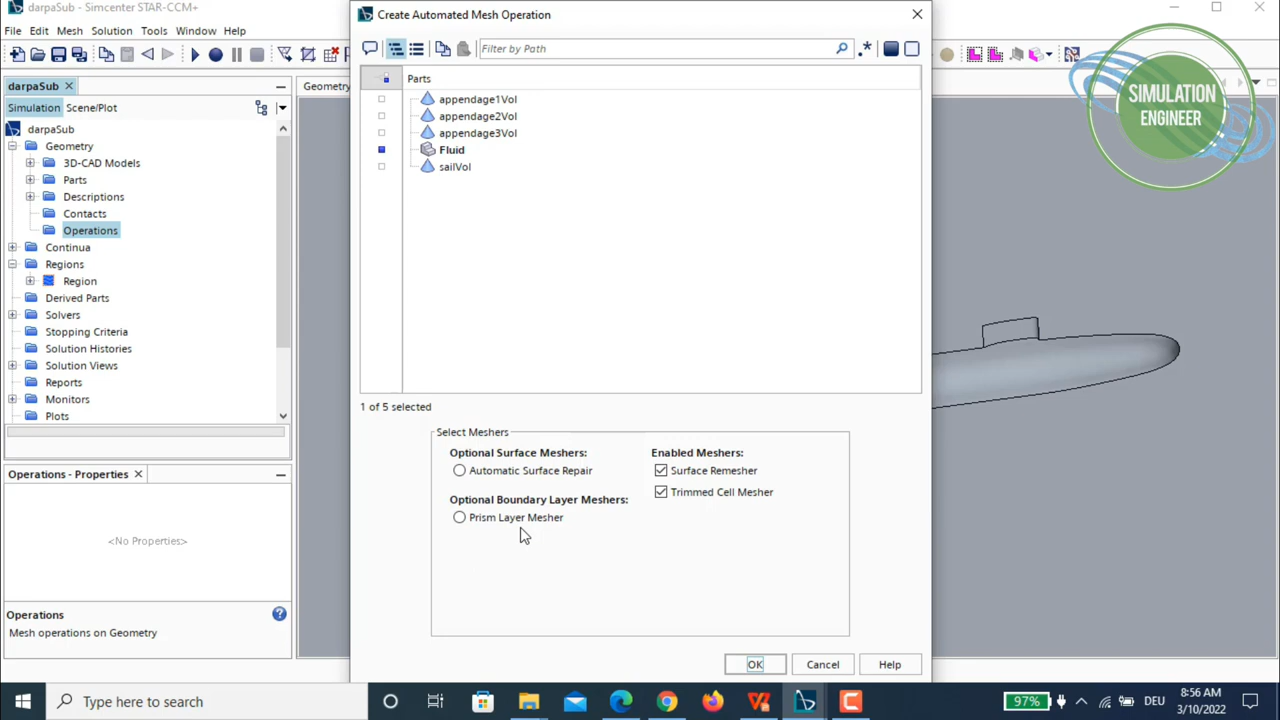 darpaSub - Simcenter STAR-CCM+
File Edit Mesh Solution Tools Window Help
darpaSub
Simulation Scene/Plot
darpaSub
Geometry
3D-CAD Models
Parts
Descriptions
Contacts
Operations
Continua
Regions
Region
Derived Parts
Solvers
Stopping Criteria
Solution Histories
Solution Views
Reports
Monitors
Plots
Operations - Properties
<No Properties>
Operations
Mesh operations on Geometry
Geometry
Create Automated Mesh Operation
Filter by Path
Parts
appendage1Vol
appendage2Vol
appendage3Vol
Fluid
sailVol
1 of 5 selected
Select Meshers
Optional Surface Meshers:
Automatic Surface Repair
Optional Boundary Layer Meshers:
Prism Layer Mesher
Enabled Meshers:
Surface Remesher
Trimmed Cell Mesher
OK Cancel Help
SIMULATION
ENGINEER
Type here to search
97%
DEU
8:56 AM
3/10/2022